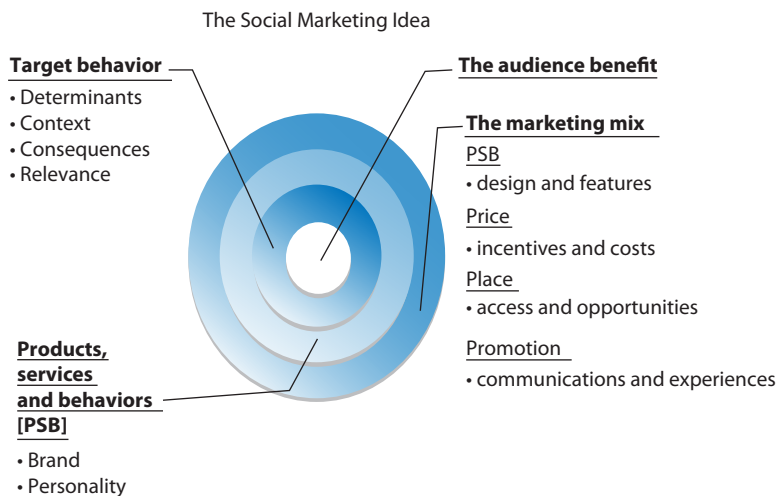 The Social Marketing Idea
Target behavior
• Determinants
• Context
• Consequences
• Relevance
The audience benefit
The marketing mix
PSB
• design and features
Price
• incentives and costs
Place
• access and opportunities
Promotion
• communications and experiences
Products,
services
and behaviors
[PSB]
• Brand
• Personality